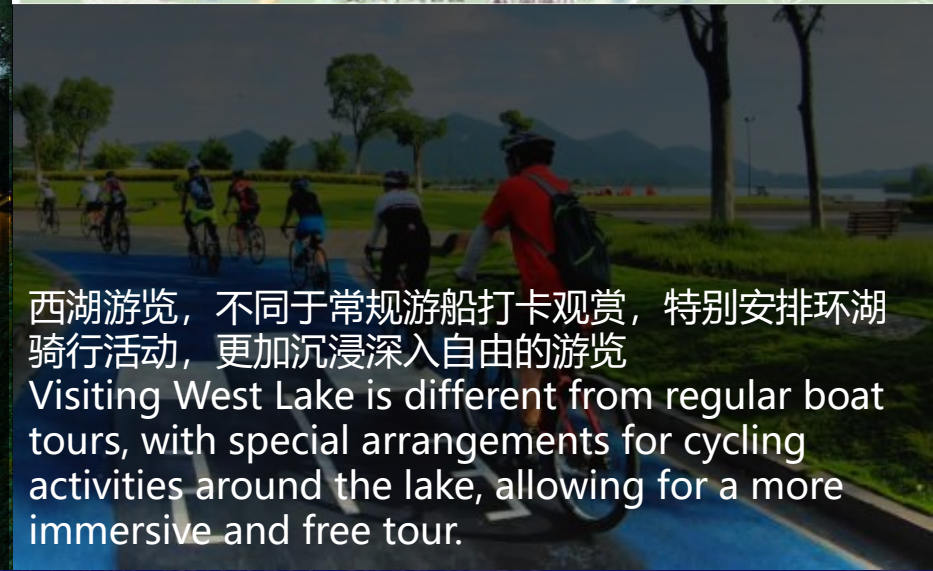 西湖游览，不同于常规游船打卡观赏，特别安排环湖
骑行活动，更加沉浸深入自由的游览
Visiting West Lake is different from regular boat
tours, with special arrangements for cycling
activities around the lake, allowing for a more
immersive and free tour.